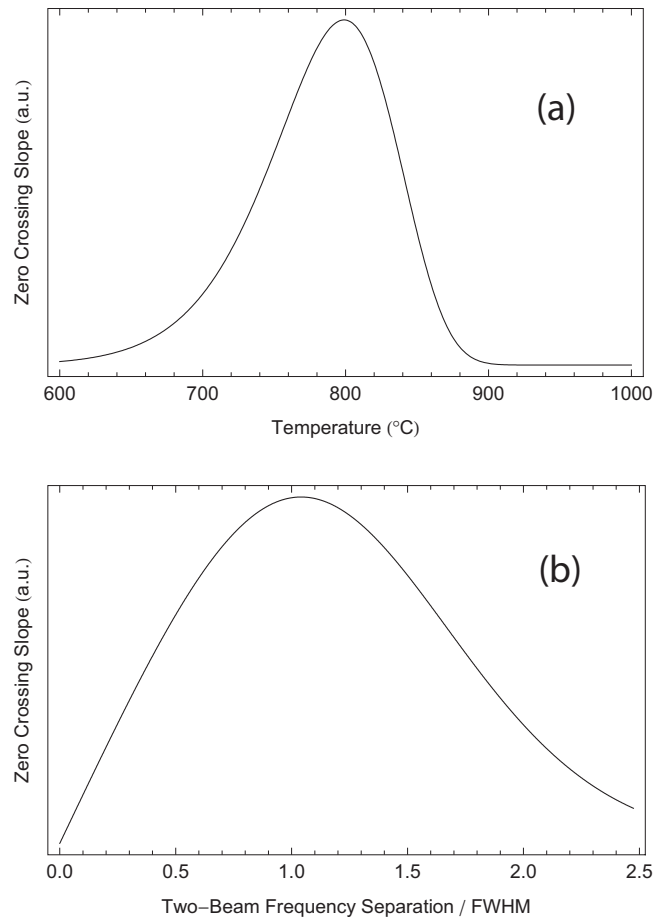 Zero Crossing Slope (a.u.)
(a)
600 700 800 900 1000
Temperature (°C)
Zero Crossing Slope (a.u.)
(b)
0.0 0.5 1.0 1.5 2.0 2.5
Two−Beam Frequency Separation / FWHM